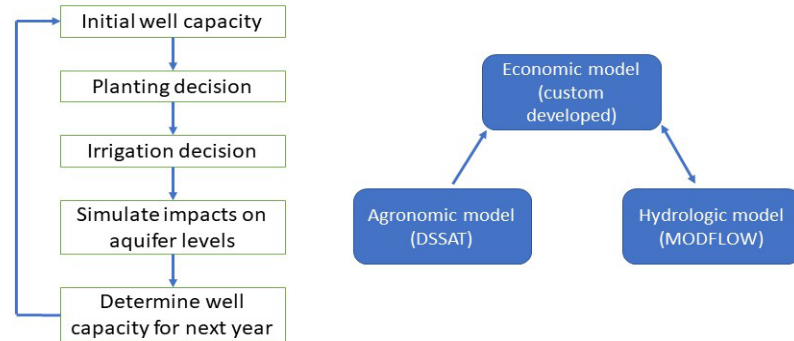 Initial well capacity
Planting decision
Irrigation decision
Simulate impacts on
aquifer levels
Determine well
capacity for next year
Economic model
(custom
developed)
Agronomic model
(DSSAT)
Hydrologic model
(MODFLOW)